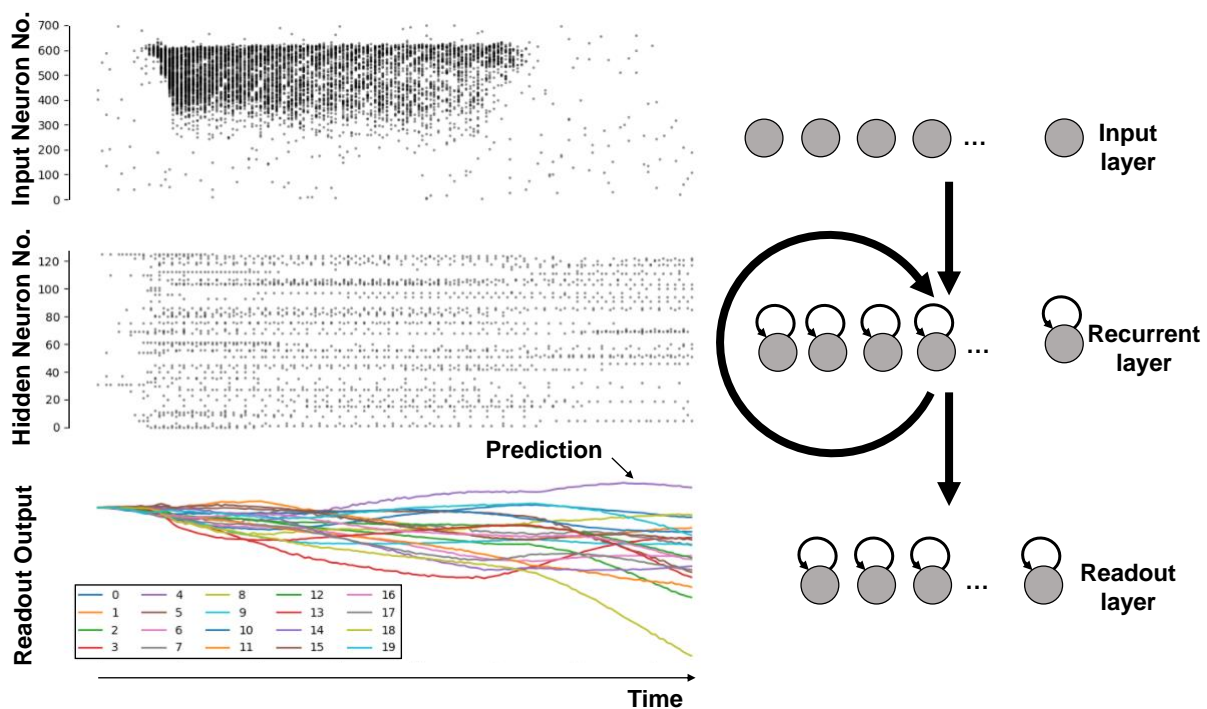 Input Neuron No.
700
600
500
400
300
200
100
0
...
Input
layer
Hidden Neuron No.
120
100
80
60
40
20
0
...
Recurrent
layer
Prediction
Readout Output
0 4 8 12 16
1 5 9 13 17
2 6 10 14 18
3 7 11 15 19
...
Readout
layer
Time